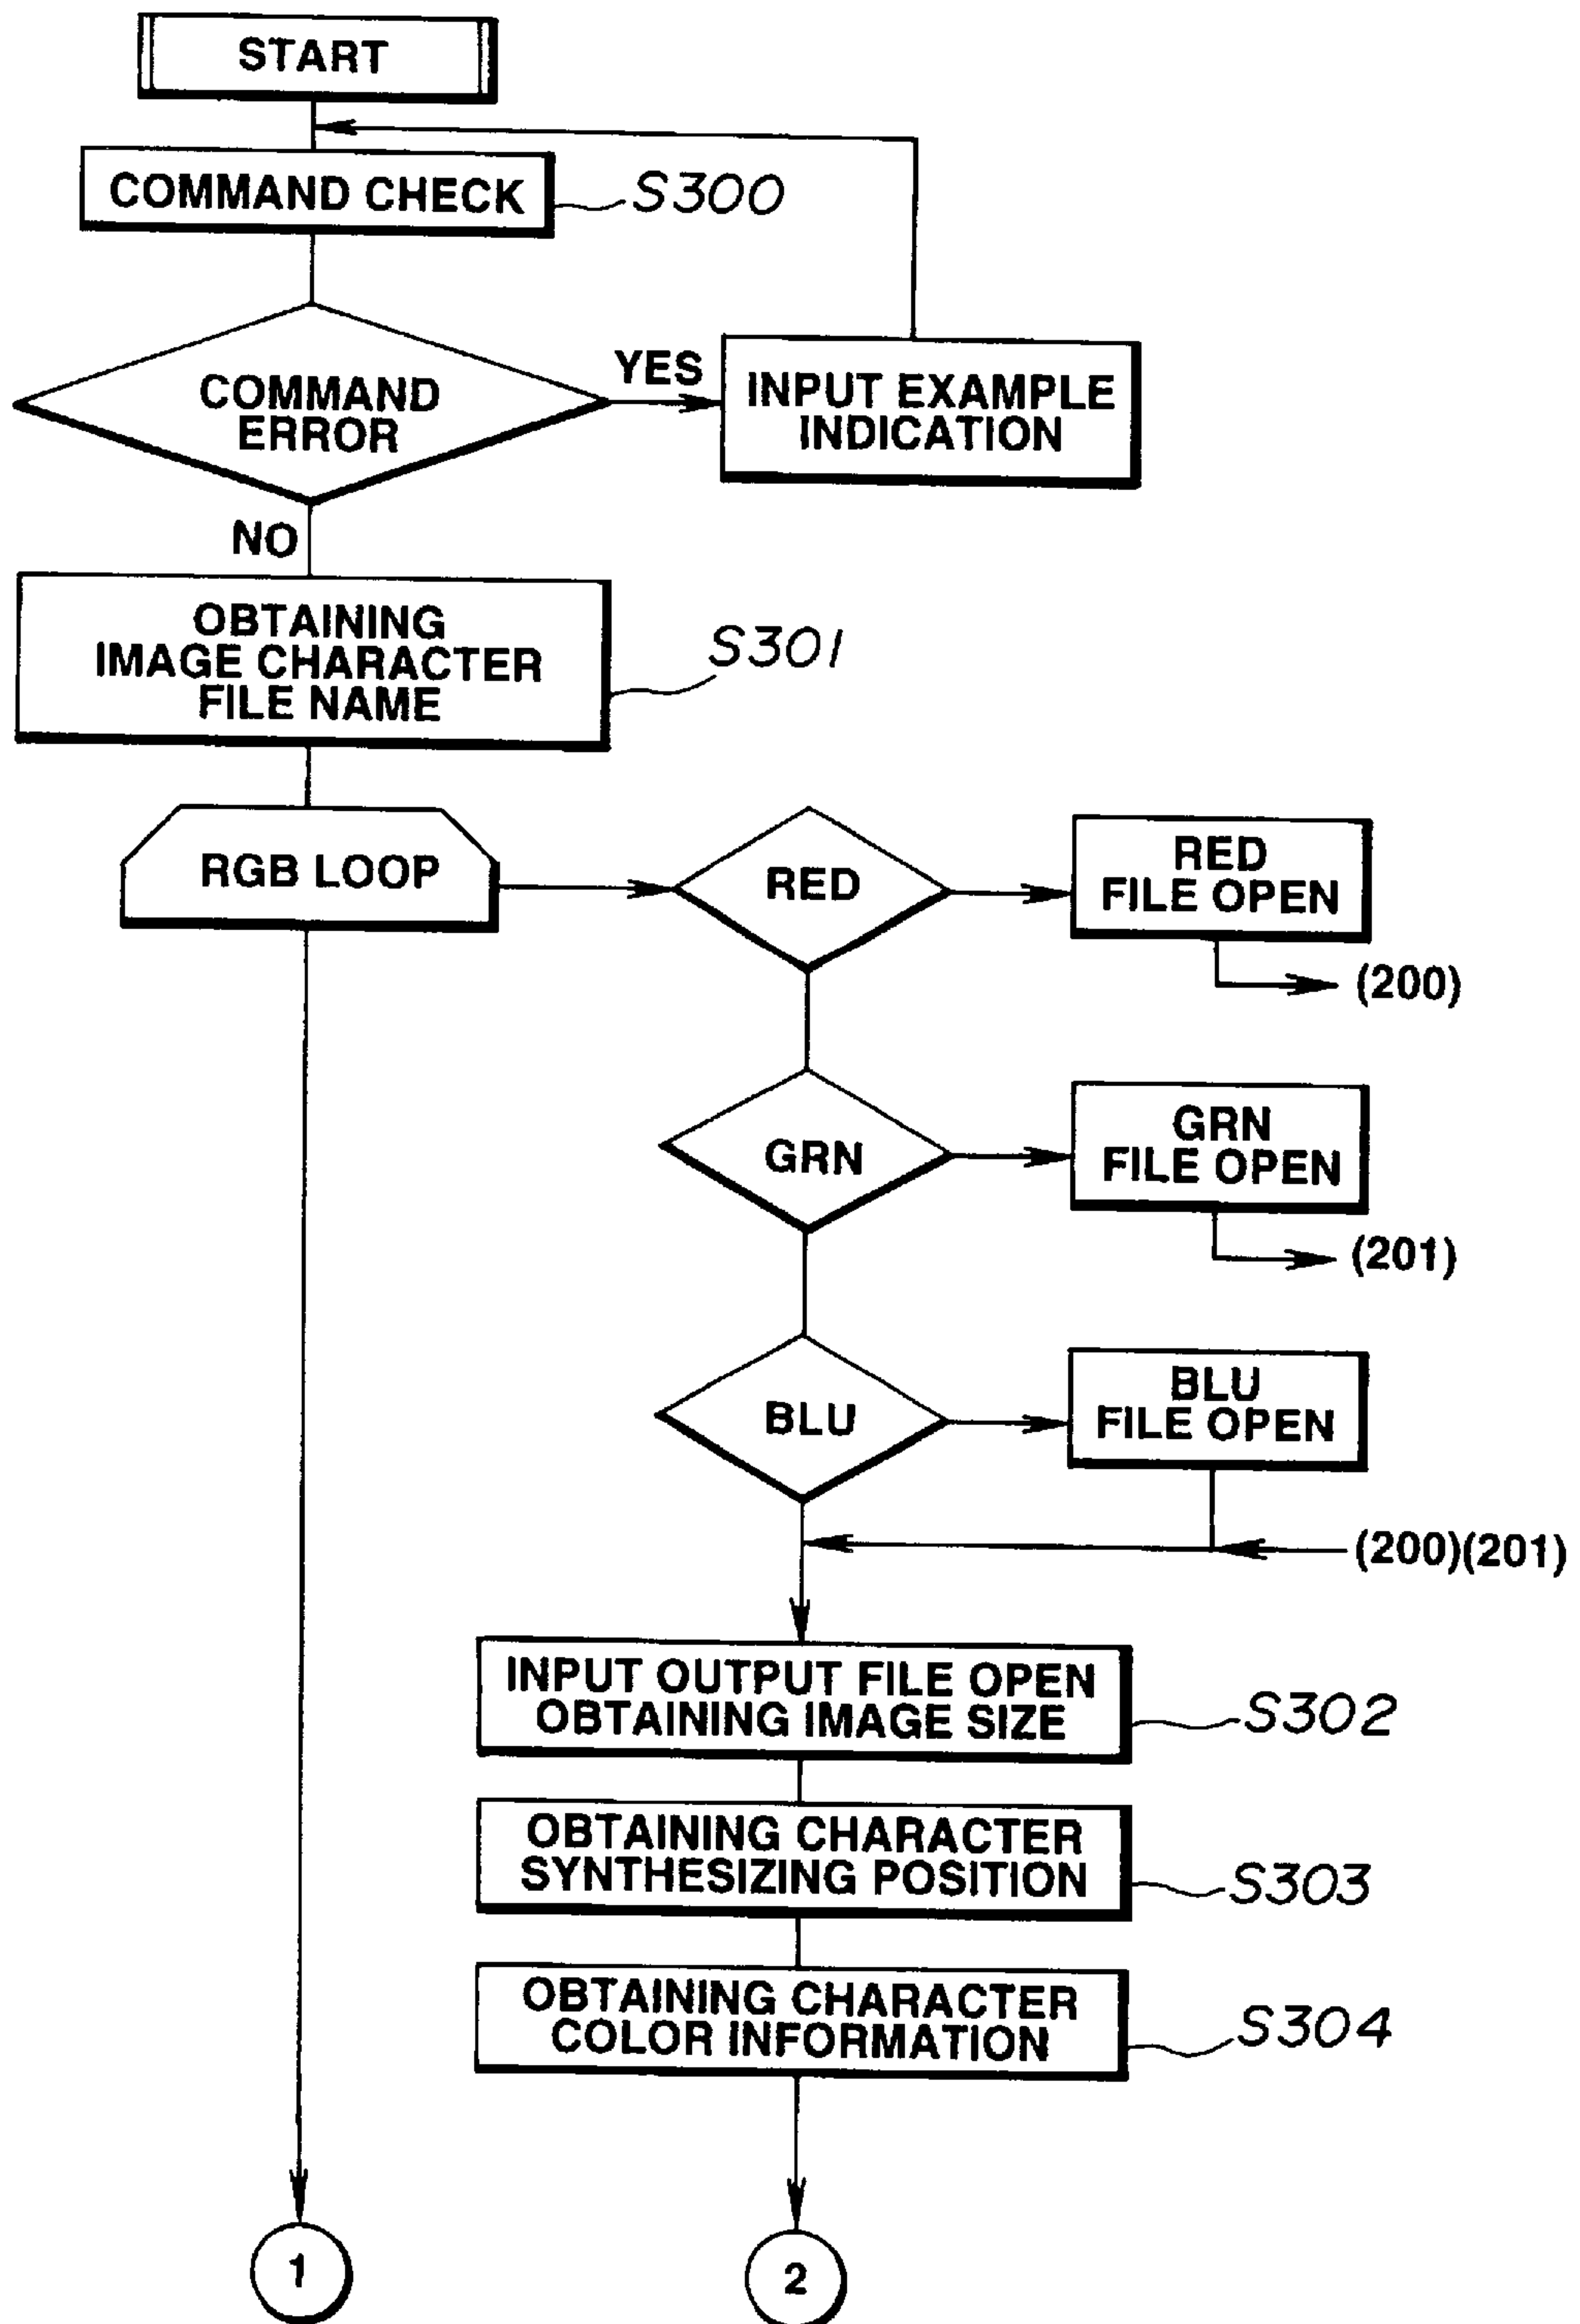 START
COMMAND CHECK
S300
COMMAND
ERROR
YES
INPUT EXAMPLE
INDICATION
NO
OBTAINING
IMAGE CHARACTER
FILE NAME
S301
RGB LOOP
RED
RED
FILE OPEN
(200)
GRN
GRN
FILE OPEN
(201)
BLU
BLU
FILE OPEN
(200)(201)
INPUT OUTPUT FILE OPEN
OBTAINING IMAGE SIZE
S302
OBTAINING CHARACTER
SYNTHESIZING POSITION
S303
OBTAINING CHARACTER
COLOR INFORMATION
S304
1
2